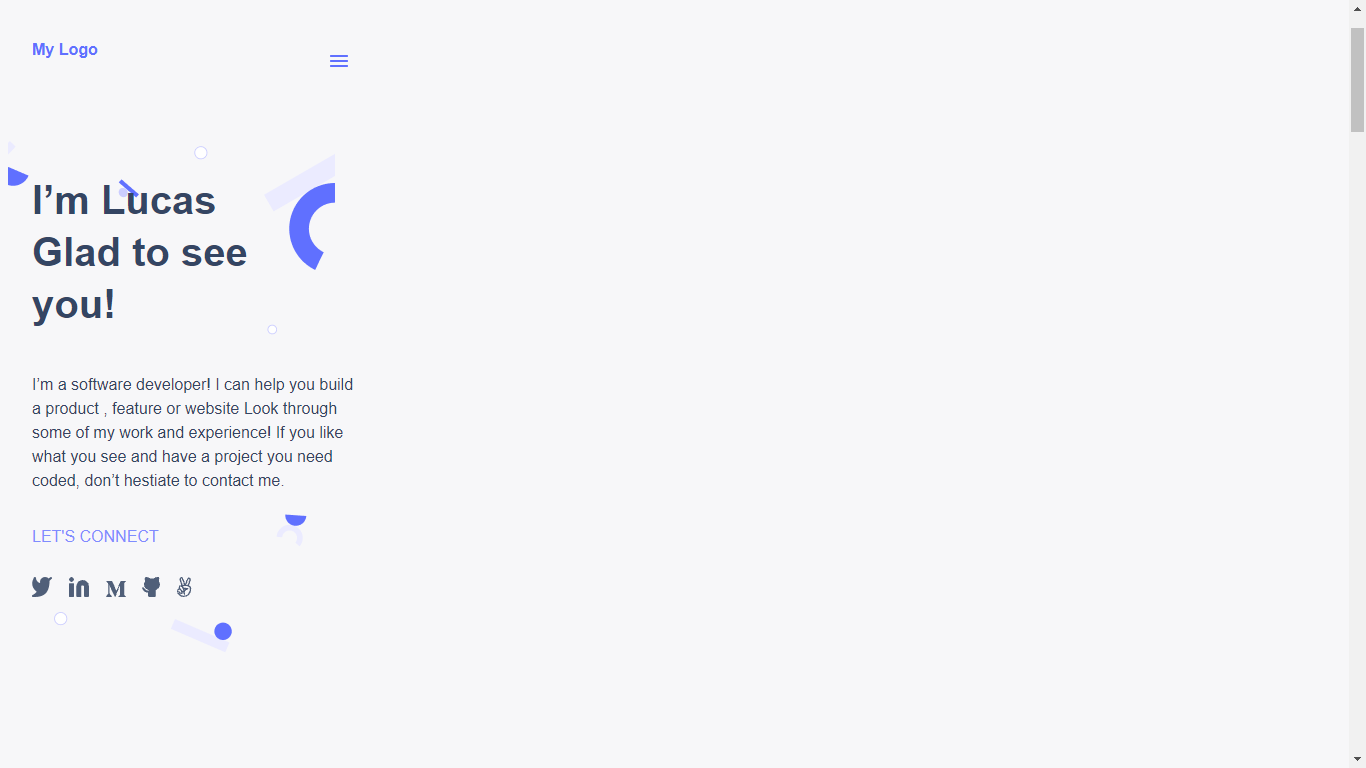 My Logo
I’m Lucas
Glad to see
you!
I’m a software developer! I can help you build
a product , feature or website Look through
some of my work and experience! If you like
what you see and have a project you need
coded, don’t hestiate to contact me.
LET'S CONNECT